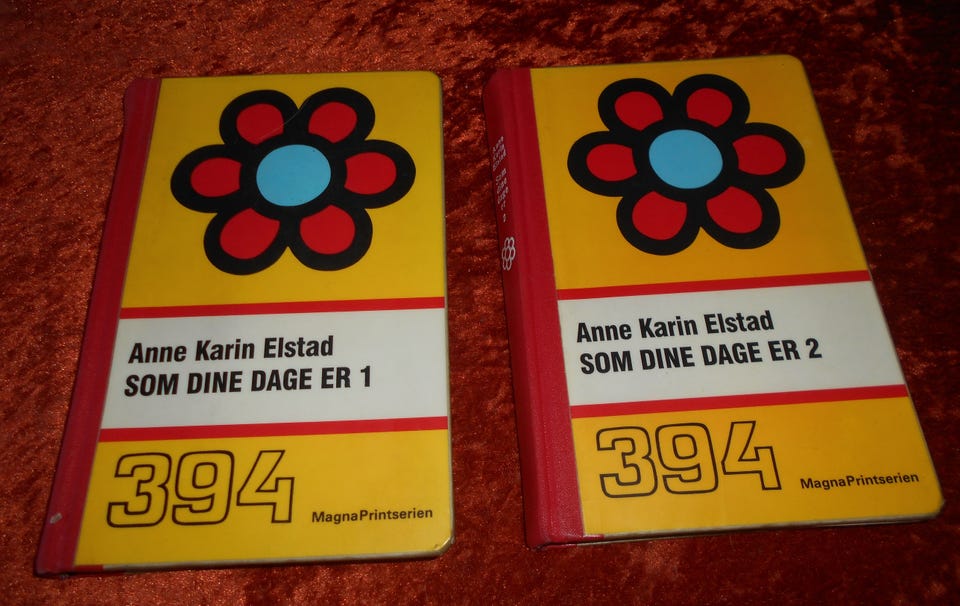 Anne Karin Elstad
SOM DINE DAGE ER 1
394
MagnaPrintserien
Anne Karin Elstad
SOM DINE DAGE ER 2
394
MagnaPrintserien